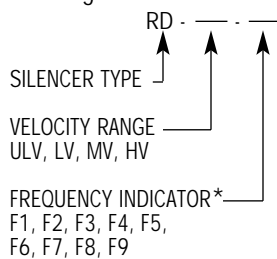 RD - -
SILENCER TYPE
VELOCITY RANGE
ULV, LV, MV, HV
FREQUENCY INDICATOR*
F1, F2, F3, F4, F5,
F6, F7, F8, F9